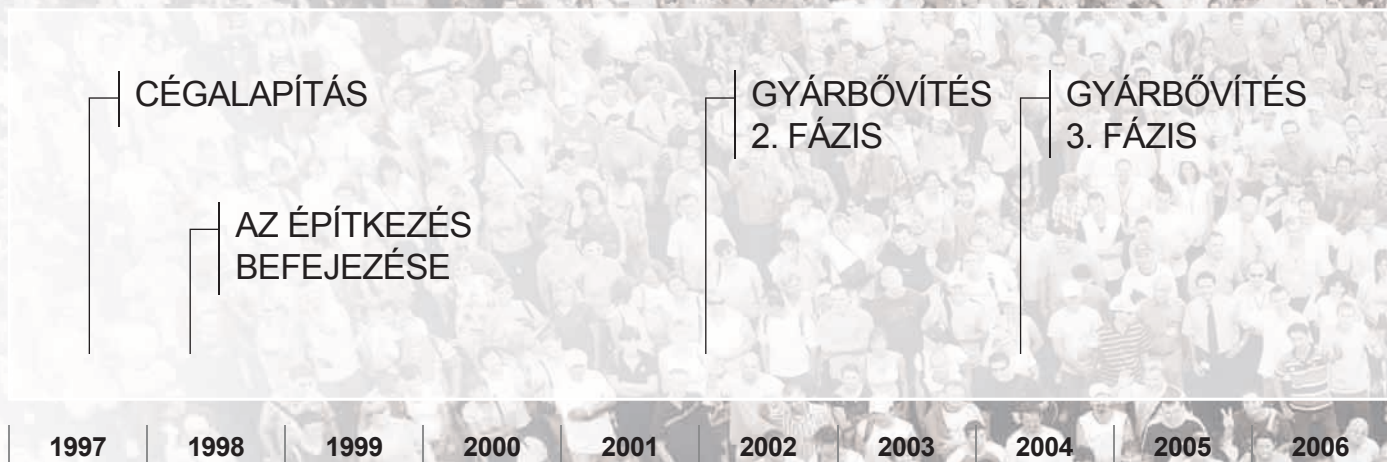 CÉGALAPÍTÁS
AZ ÉPÍTKEZÉS
BEFEJEZÉSE
GYÁRBŐVÍTÉS
2. FÁZIS
GYÁRBŐVÍTÉS
3. FÁZIS
1997 1998 1999 2000 2001 2002 2003 2004 2005 2006